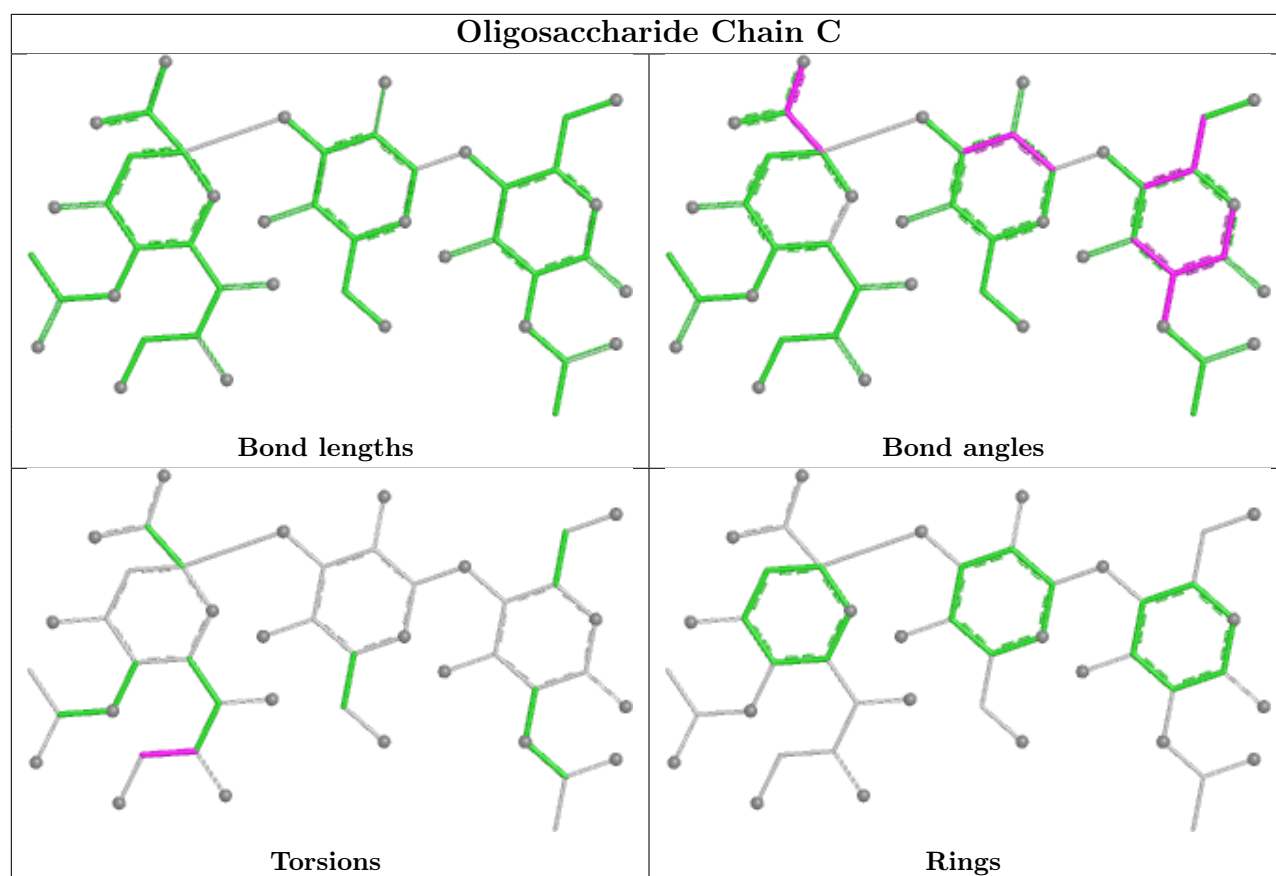 Oligosaccharide Chain C
Bond lengths
Bond angles
Torsions
Rings